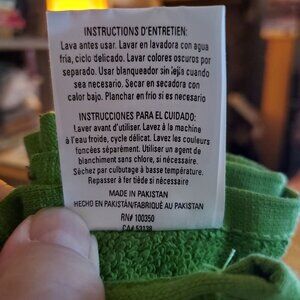 INSTRUCTIONS D'ENTRETIEN:
Lava antes usar. Lavar en lavadora con agua
fria, ciclo delicado. Lavar colores oscuros por
separado. Usar blanqueador sin lejia cuando
sea necesario. Secar en secadora con
calor bajo. Planchar en frio si es necesario
INSTRUCCIONES PARA EL CUIDADO:
Laver avant d'utiliser. Lavez à la machine
à l'eau froide, cycle délicat. Lavez les couleurs
foncées séparément. Utiliser un agent de
blanchiment sans chlore, si nécessaire.
Séchez par culbutage à basse température.
Repasser à fer tiède si nécessaire
MADE IN PAKISTAN
HECHO EN PAKISTÁN/FABRIQUÉ AU PAKISTAN
RN# 100350
CA# 53138